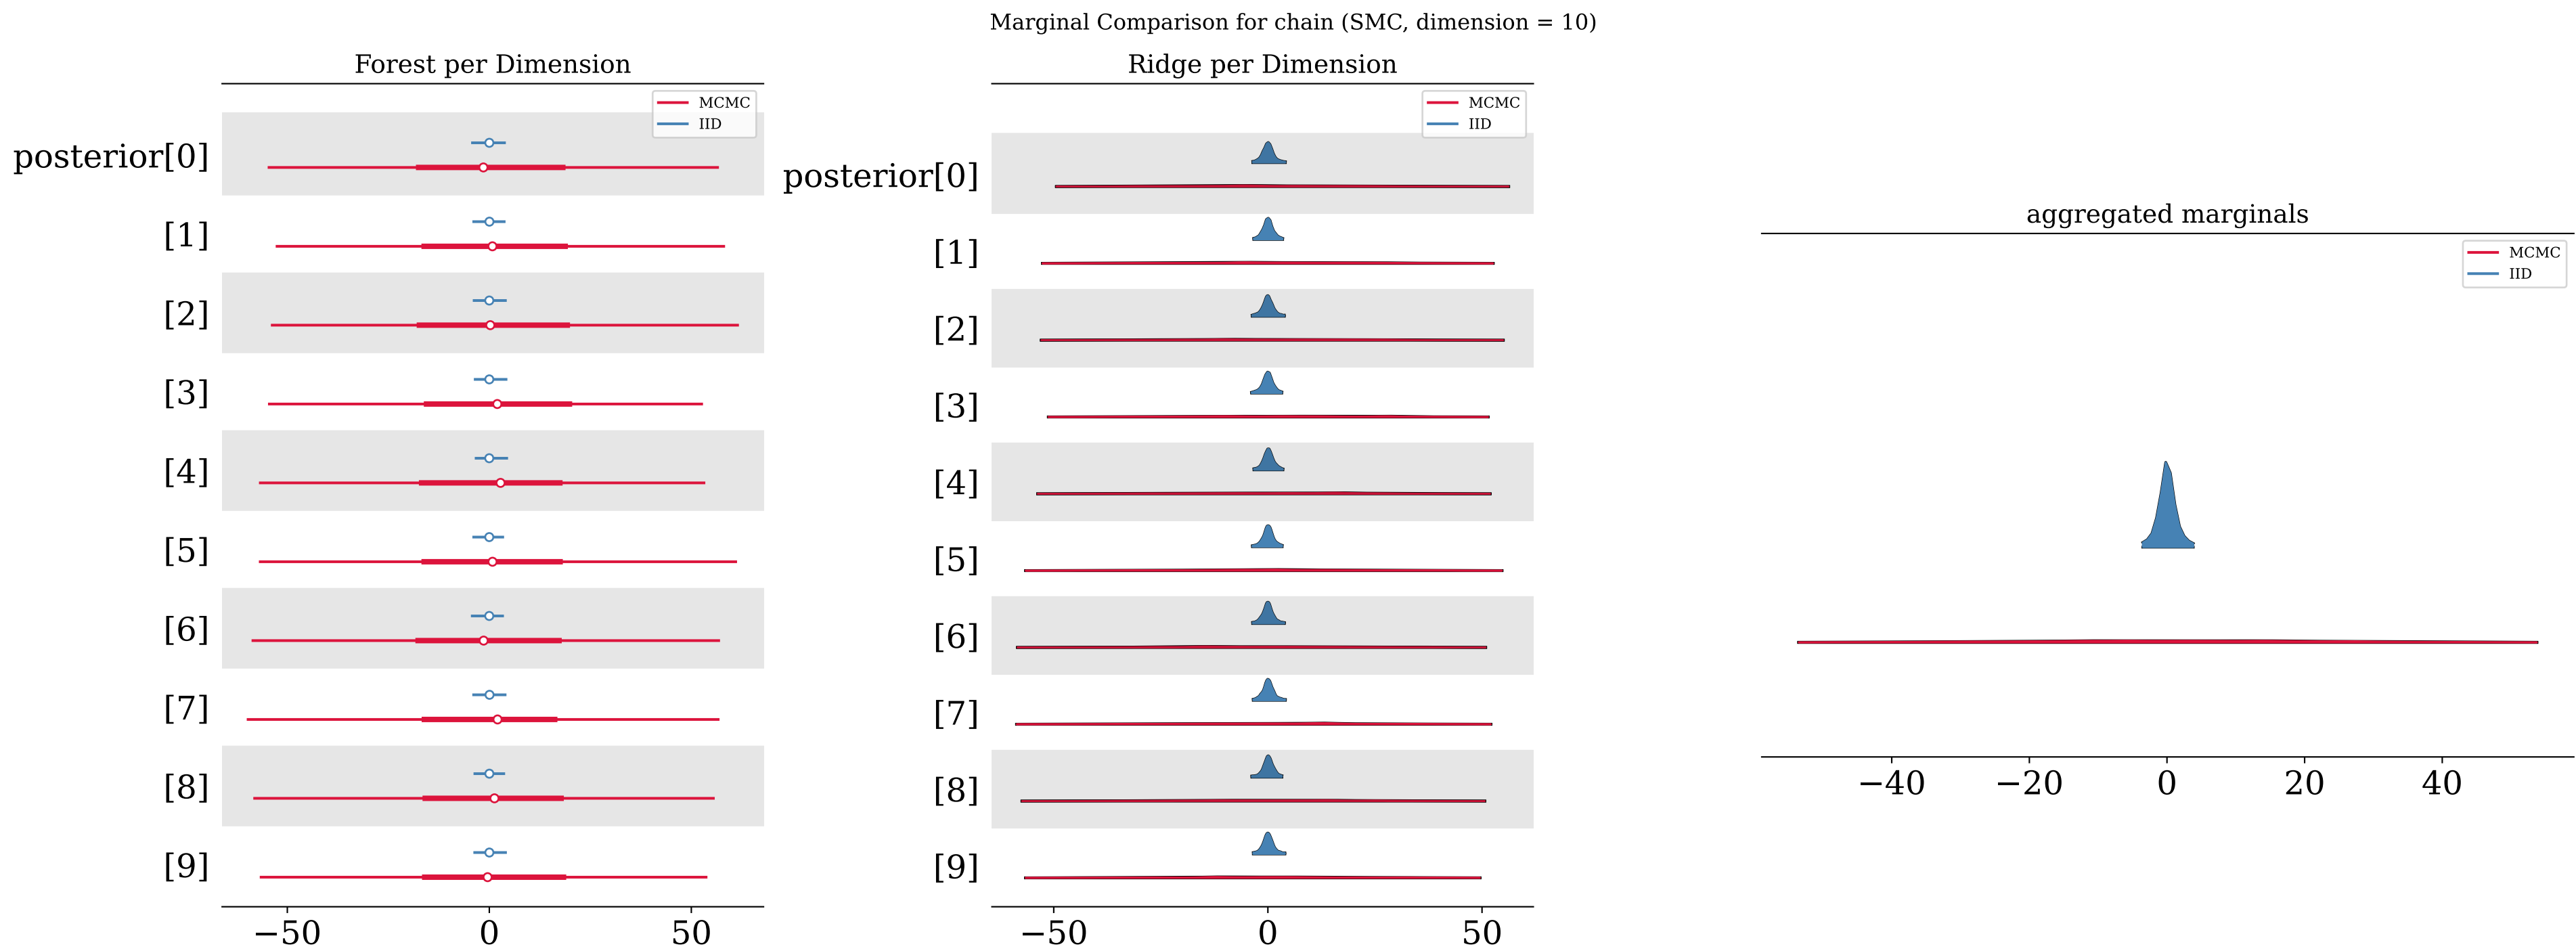 Marginal Comparison for chain (SMC, dimension = 10)
Forest per Dimension
MCMC
IID
posterior[0]
[1]
[2]
[3]
[4]
[5]
[6]
[7]
[8]
[9]
−50 0 50
Ridge per Dimension
MCMC
IID
posterior[0]
[1]
[2]
[3]
[4]
[5]
[6]
[7]
[8]
[9]
−50 0 50
aggregated marginals
MCMC
IID
−40 −20 0 20 40